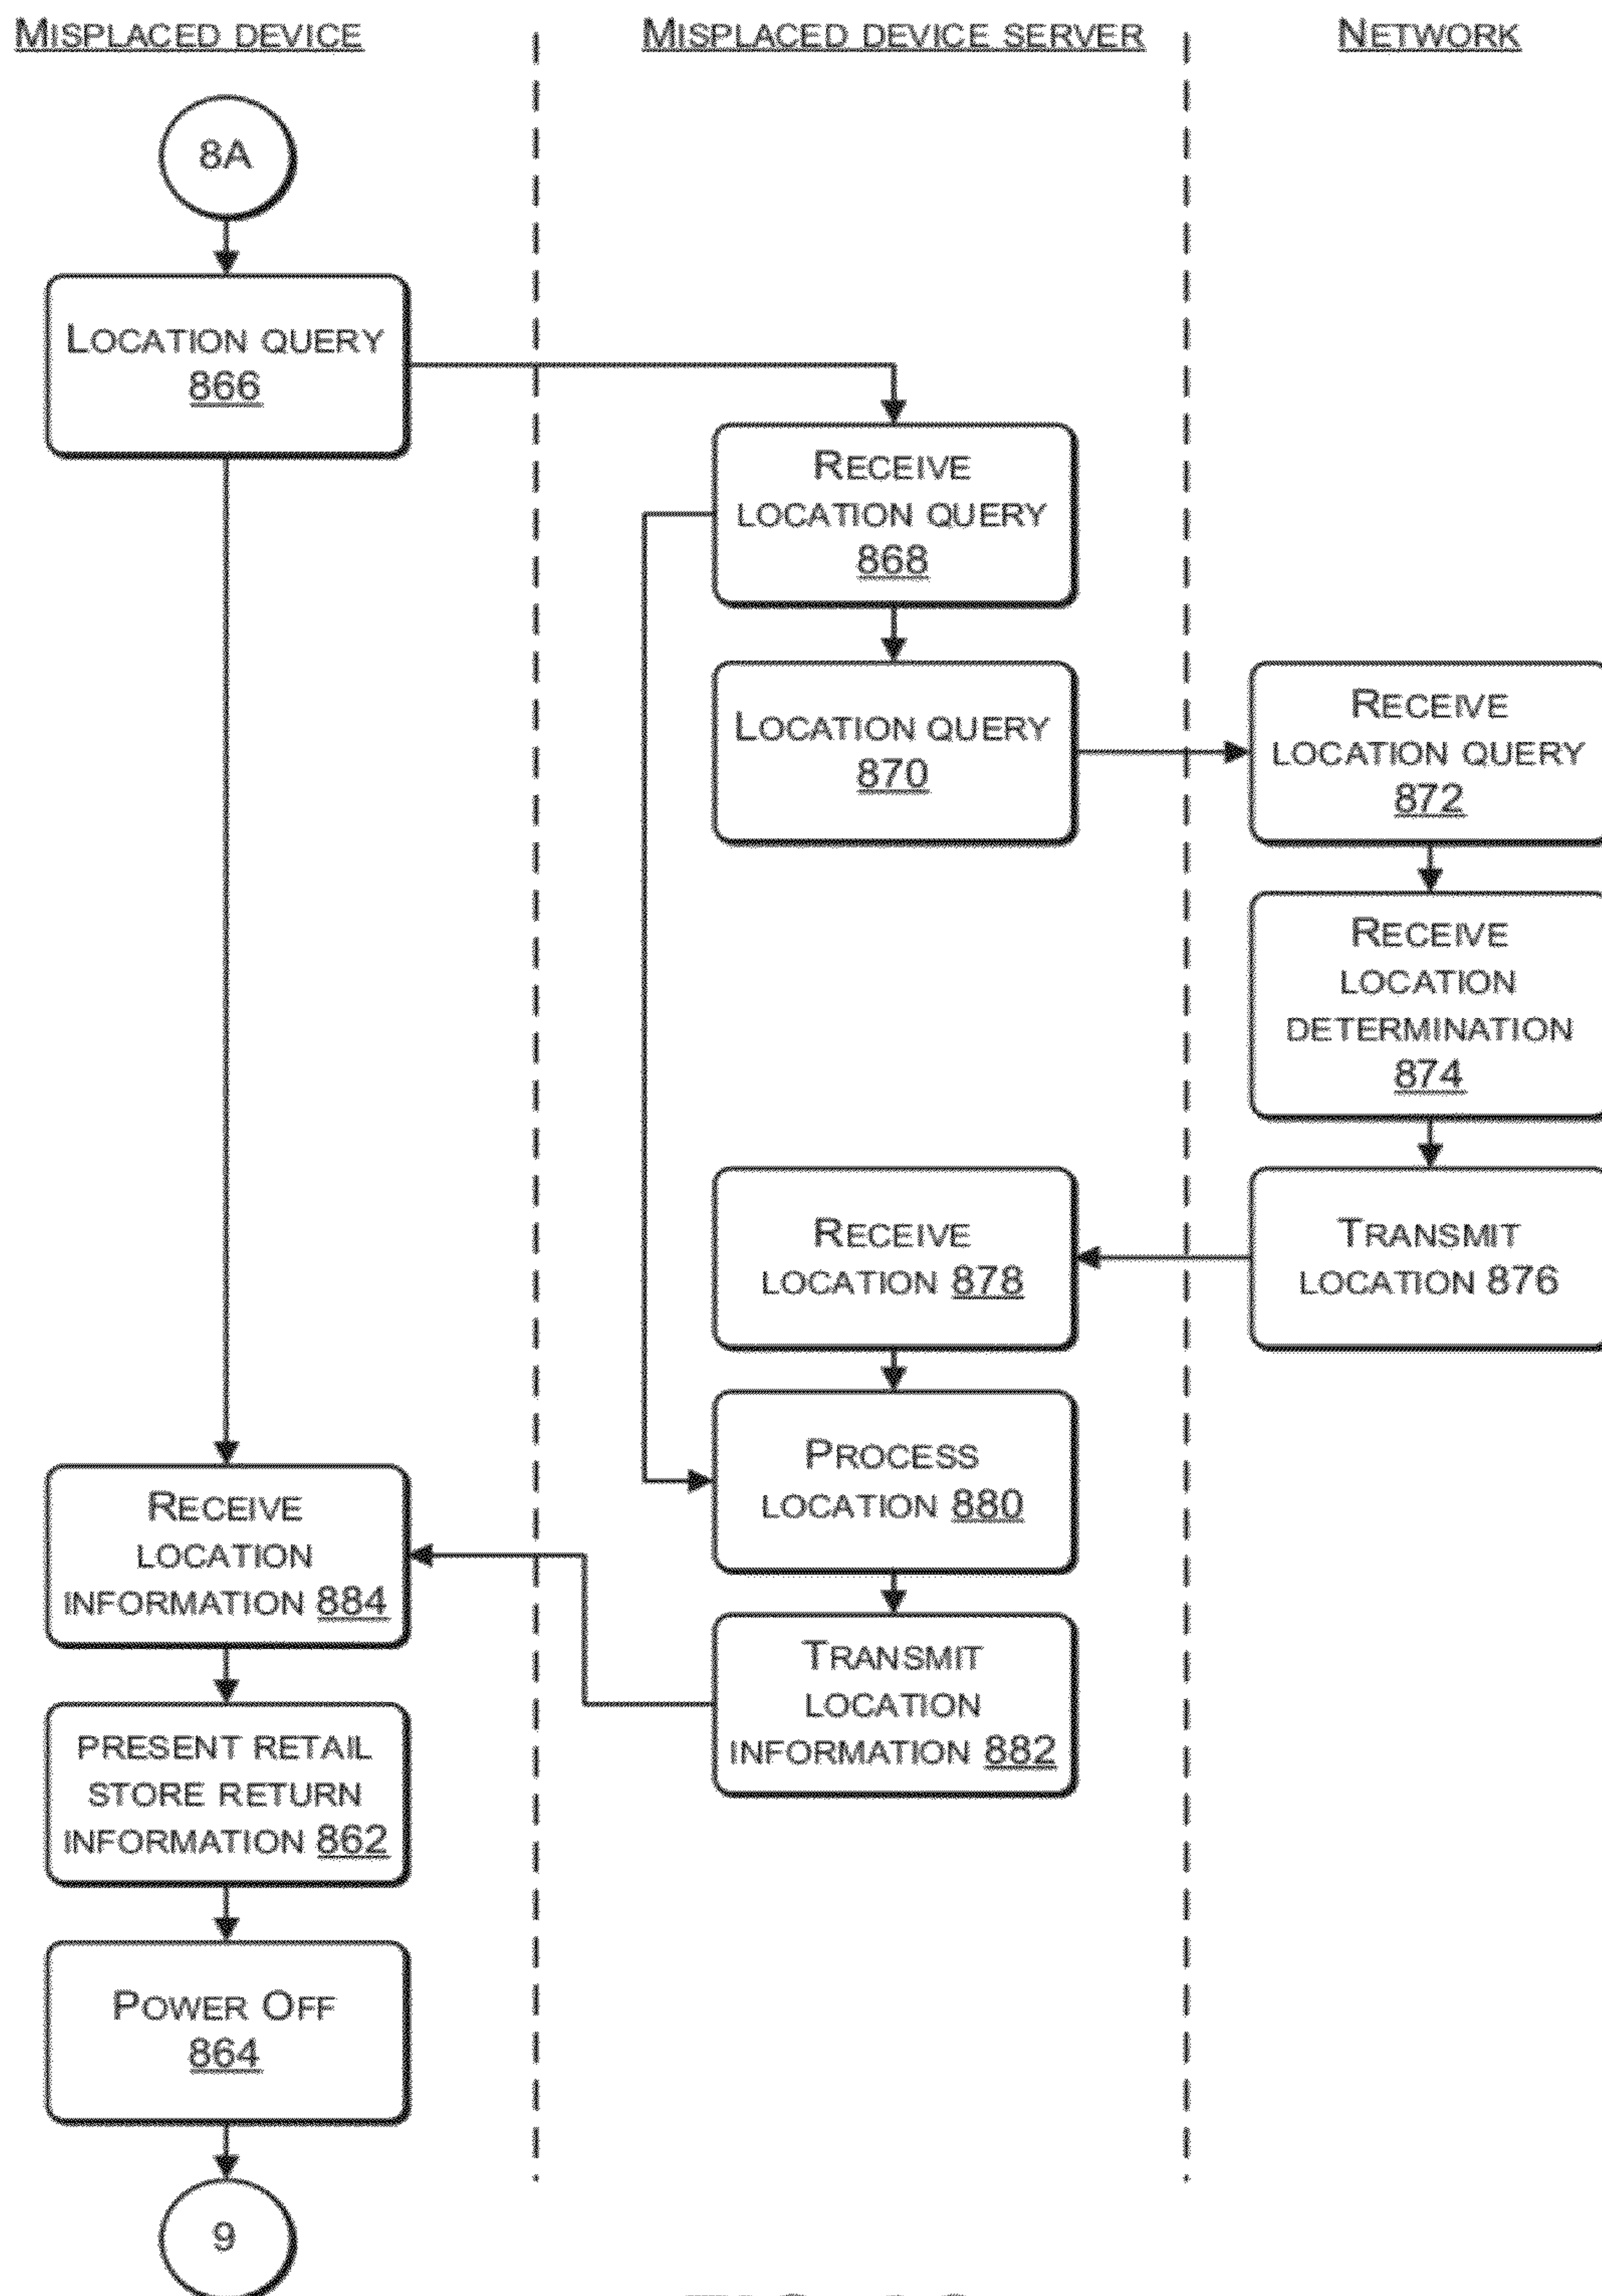 MISPLACED DEVICE
MISPLACED DEVICE SERVER
NETWORK
8A
LOCATION QUERY
866
RECEIVE
LOCATION QUERY
868
LOCATION QUERY
870
RECEIVE
LOCATION QUERY
872
RECEIVE
LOCATION
DETERMINATION
874
TRANSMIT
LOCATION 876
RECEIVE
LOCATION 878
PROCESS
LOCATION 880
TRANSMIT
LOCATION
INFORMATION 882
RECEIVE
LOCATION
INFORMATION 884
PRESENT RETAIL
STORE RETURN
INFORMATION 862
POWER OFF
864
9